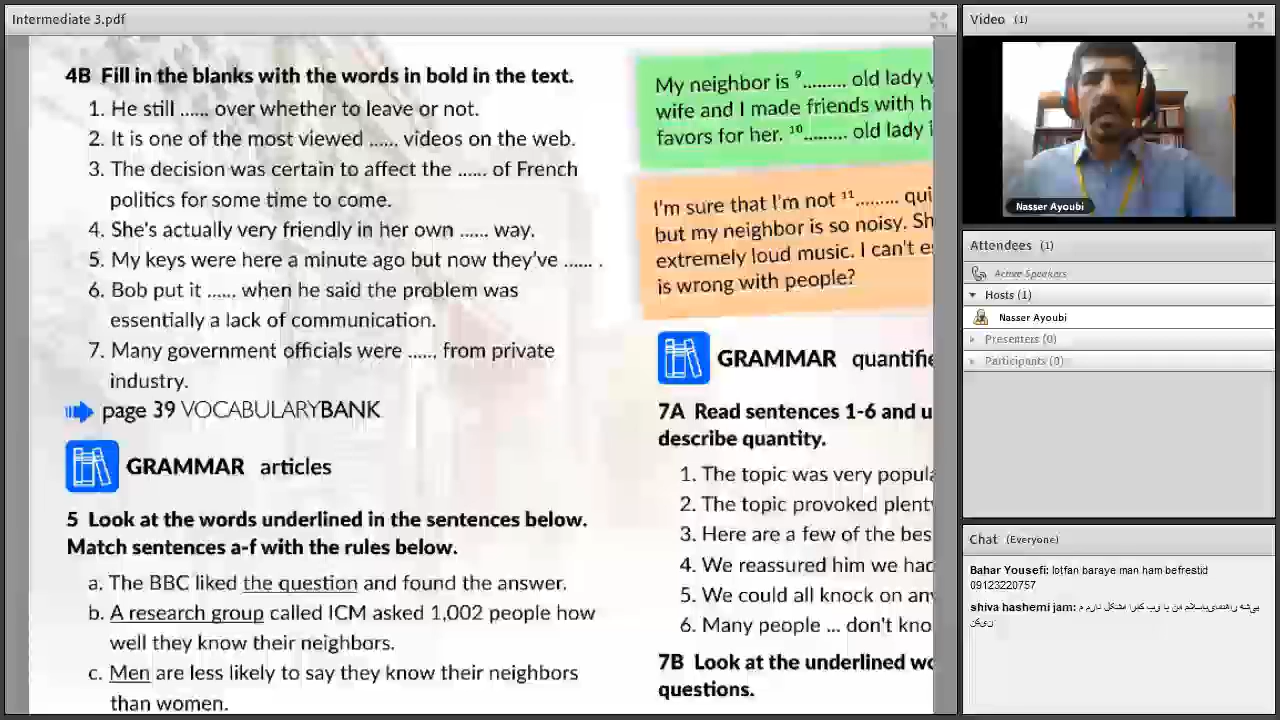 Intermediate 3.pdf
4B Fill in the blanks with the words in bold in the text.
1. He still ...... over whether to leave or not.
2. It is one of the most viewed ...... videos on the web.
3. The decision was certain to affect the ...... of French
politics for some time to come.
4. She's actually very friendly in her own ...... way.
5. My keys were here a minute ago but now they've ...... .
6. Bob put it ...... when he said the problem was
essentially a lack of communication.
7. Many government officials were ...... from private
industry.
page 39 VOCABULARYBANK
GRAMMAR articles
5 Look at the words underlined in the sentences below.
Match sentences a-f with the rules below.
a. The BBC liked the question and found the answer.
b. A research group called ICM asked 1,002 people how
well they know their neighbors.
c. Men are less likely to say they know their neighbors
than women.
My neighbor is ⁹......... old lady
wife and I made friends with h
favors for her. ¹⁰......... old lady i
I'm sure that I'm not ¹¹......... qui
but my neighbor is so noisy. Sh
extremely loud music. I can't e
is wrong with people?
GRAMMAR quantifie
7A Read sentences 1-6 and u
describe quantity.
1. The topic was very popula
2. The topic provoked plent
3. Here are a few of the bes
4. We reassured him we had
5. We could all knock on an
6. Many people ... don't kno
7B Look at the underlined wo
questions.
Video (1)
Nasser Ayoubi
Attendees (1)
Active Speakers
Hosts (1)
Nasser Ayoubi
Presenters (0)
Participants (0)
Chat (Everyone)
Bahar Yousefi: lotfan baraye man ham befrestid
09123220757
shiva hashemi jam: